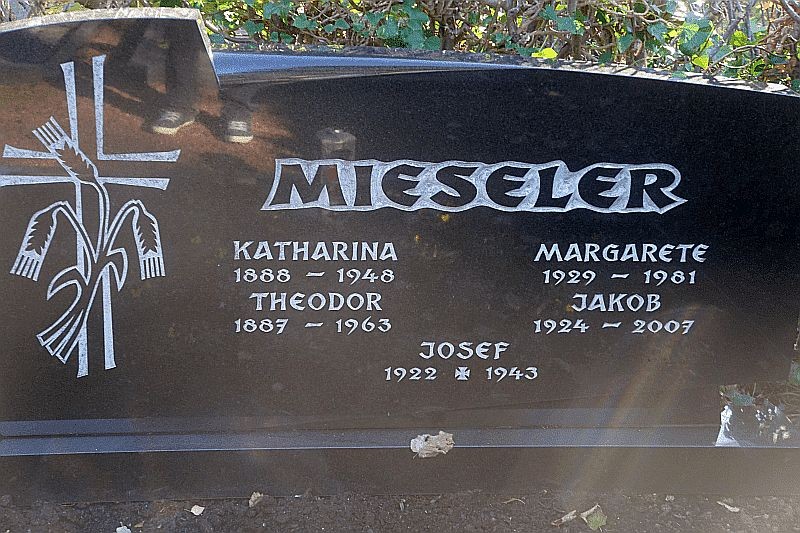 MIESELER
KATHARINA
1888 – 1948
THEODOR
1887 – 1963
MARGARETE
1929 – 1981
JAKOB
1924 – 2007
JOSEF
1922 ✠ 1943